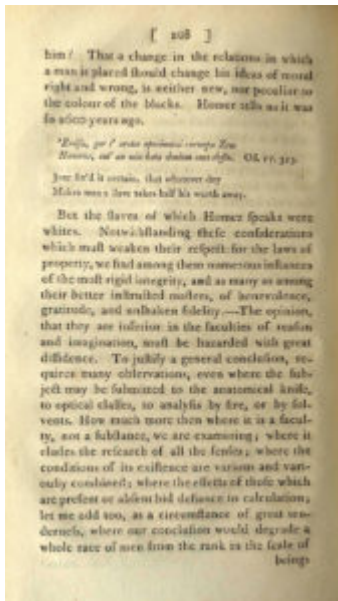 [ 208 ]
him? That a change in the relations in which
a man is placed ſhould change his ideas of moral
right and wrong, is neither new, nor peculiar to
the colour of the blacks. Homer tells us it was
ſo 2600 years ago.
Od. 17. 323.
Jove fix'd it certain, that whatever day
Makes man a ſlave takes half his worth away.
But the ſlaves of which Homer ſpeaks were
whites. Notwithſtanding theſe conſiderations
which muſt weaken their reſpect for the laws of
property, we find among them numerous inſtances
of the moſt rigid integrity, and as many as among
their better inſtructed maſters, of benevolence,
gratitude, and unſhaken fidelity.—The opinion,
that they are inferior in the faculties of reaſon
and imagination, muſt be hazarded with great
diffidence. To juſtify a general concluſion, re-
quires many obſervations, even where the ſub-
ject may be ſubmitted to the anatomical knife,
to optical claſſes, to analyſis by fire, or by ſol-
vents. How much more then where it is a facul-
ty, not a ſubſtance, we are examining; where it
eludes the reſearch of all the ſenſes; where the
conditions of its exiſtence are various and vari-
ouſly combined; where the effects of thoſe which
are preſent or abſent bid defiance to calculation;
let me add too, as a circumſtance of great ten-
derneſs, where our concluſion would degrade a
whole race of men from the rank in the ſcale of
beings